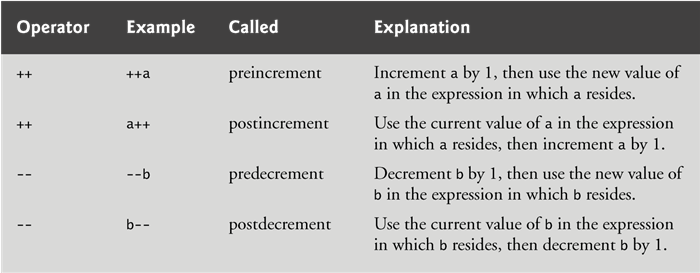 Operator Example Called Explanation
++ ++a preincrement Increment a by 1, then use the new value of
a in the expression in which a resides.
++ a++ postincrement Use the current value of a in the expression
in which a resides, then increment a by 1.
-- --b predecrement Decrement b by 1, then use the new value of
b in the expression in which b resides.
-- b-- postdecrement Use the current value of b in the expression
in which b resides, then decrement b by 1.